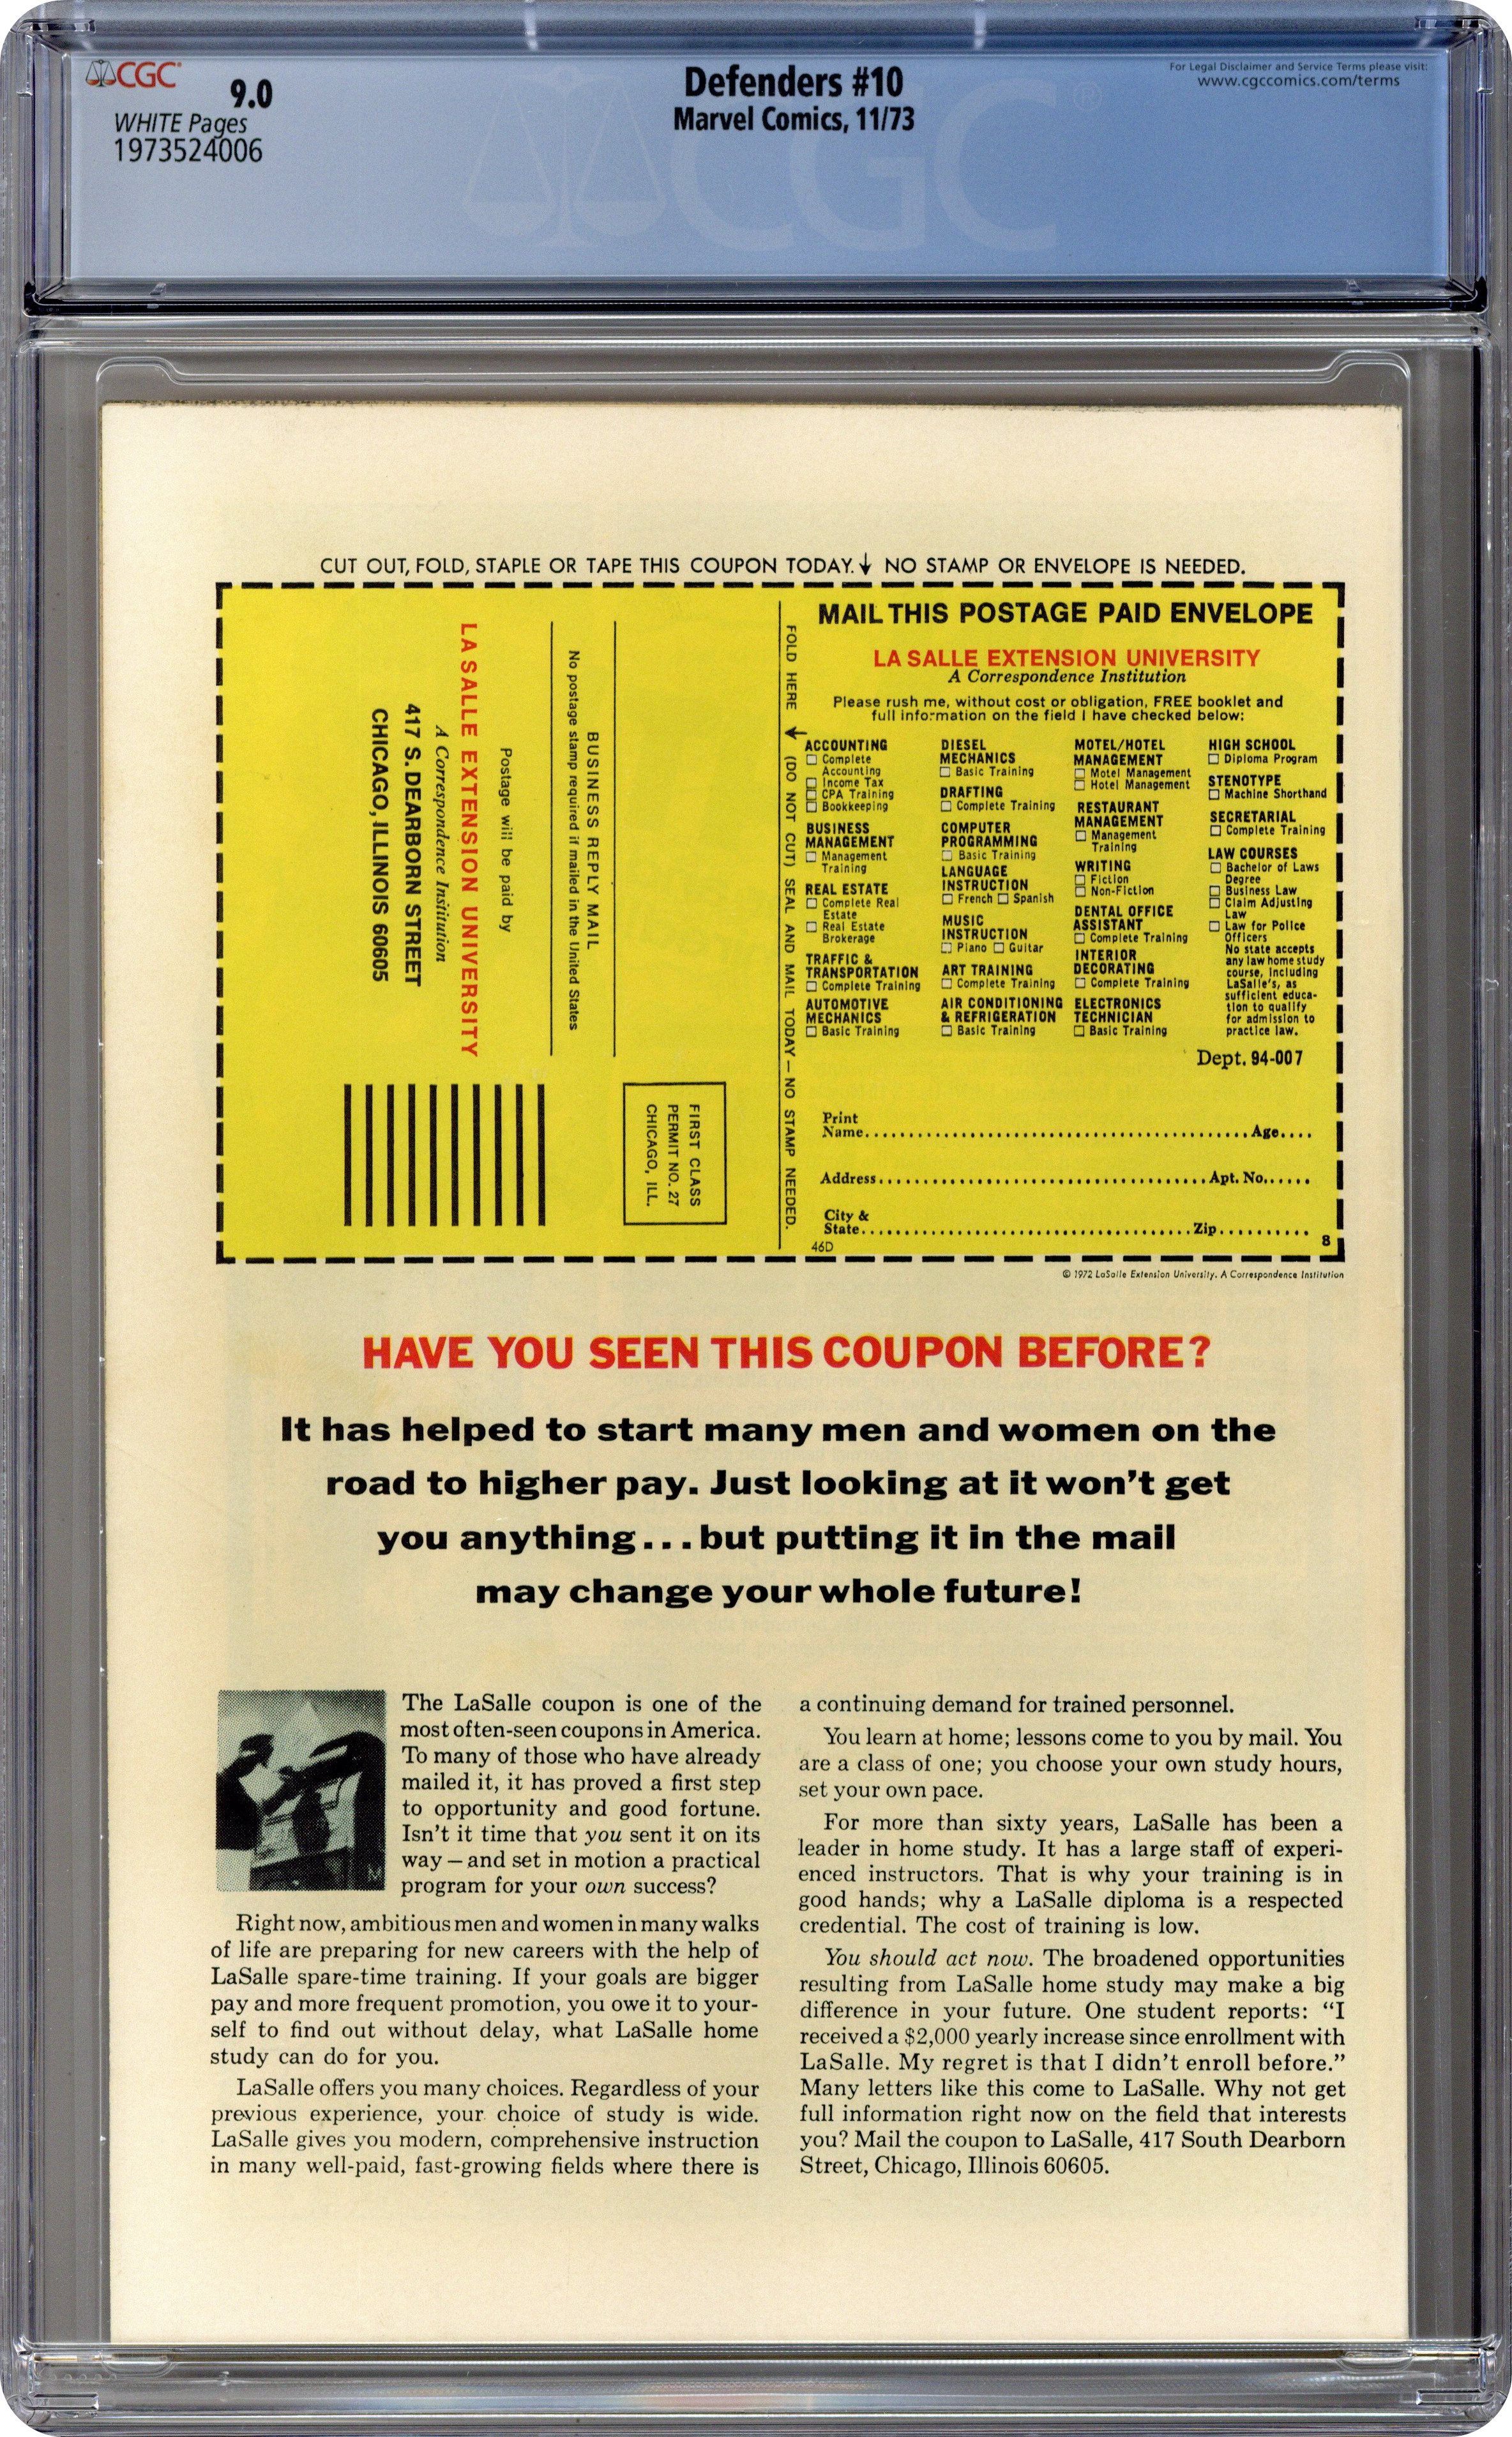 CGC
9.0
WHITE Pages
1973524006
Defenders #10
Marvel Comics, 11/73
For Legal Disclaimer and Service Terms please visit:
www.cgccomics.com/terms
CGC®
CUT OUT, FOLD, STAPLE OR TAPE THIS COUPON TODAY. ↓ NO STAMP OR ENVELOPE IS NEEDED.
BUSINESS REPLY MAIL
No postage stamp required if mailed in the United States
Postage will be paid by
LA SALLE EXTENSION UNIVERSITY
A Correspondence Institution
417 S. DEARBORN STREET
CHICAGO, ILLINOIS 60605
FIRST CLASS
PERMIT NO. 27
CHICAGO, ILL.
FOLD HERE ↓ (DO NOT CUT) SEAL AND MAIL TODAY — NO STAMP NEEDED.
MAIL THIS POSTAGE PAID ENVELOPE
LA SALLE EXTENSION UNIVERSITY
A Correspondence Institution
Please rush me, without cost or obligation, FREE booklet and
full information on the field I have checked below:
ACCOUNTING
☐ Complete
Accounting
☐ Income Tax
☐ CPA Training
☐ Bookkeeping
BUSINESS
MANAGEMENT
☐ Management
Training
REAL ESTATE
☐ Complete Real
Estate
☐ Real Estate
Brokerage
TRAFFIC &
TRANSPORTATION
☐ Complete Training
AUTOMOTIVE
MECHANICS
☐ Basic Training
DIESEL
MECHANICS
☐ Basic Training
DRAFTING
☐ Complete Training
COMPUTER
PROGRAMMING
☐ Basic Training
LANGUAGE
INSTRUCTION
☐ French ☐ Spanish
MUSIC
INSTRUCTION
☐ Piano ☐ Guitar
ART TRAINING
☐ Complete Training
AIR CONDITIONING
& REFRIGERATION
☐ Basic Training
MOTEL/HOTEL
MANAGEMENT
☐ Motel Management
☐ Hotel Management
RESTAURANT
MANAGEMENT
☐ Management
Training
WRITING
☐ Fiction
☐ Non-Fiction
DENTAL OFFICE
ASSISTANT
☐ Complete Training
INTERIOR
DECORATING
☐ Complete Training
ELECTRONICS
TECHNICIAN
☐ Basic Training
HIGH SCHOOL
☐ Diploma Program
STENOTYPE
☐ Machine Shorthand
SECRETARIAL
☐ Complete Training
LAW COURSES
☐ Bachelor of Laws
Degree
☐ Business Law
☐ Claim Adjusting
Law
☐ Law for Police
Officers
No state accepts
any law home study
course, including
LaSalle's, as
sufficient educa-
tion to qualify
for admission to
practice law.
Dept. 94-007
Print
Name........................................Age....
Address........................................Apt. No......
City &
State........................................Zip..........
46D
8
© 1972 LaSalle Extension University. A Correspondence Institution
HAVE YOU SEEN THIS COUPON BEFORE?
It has helped to start many men and women on the
road to higher pay. Just looking at it won't get
you anything...but putting it in the mail
may change your whole future!
The LaSalle coupon is one of the
most often-seen coupons in America.
To many of those who have already
mailed it, it has proved a first step
to opportunity and good fortune.
Isn't it time that you sent it on its
way — and set in motion a practical
program for your own success?
Right now, ambitious men and women in many walks
of life are preparing for new careers with the help of
LaSalle spare-time training. If your goals are bigger
pay and more frequent promotion, you owe it to your-
self to find out without delay, what LaSalle home
study can do for you.
LaSalle offers you many choices. Regardless of your
previous experience, your choice of study is wide.
LaSalle gives you modern, comprehensive instruction
in many well-paid, fast-growing fields where there is
a continuing demand for trained personnel.
You learn at home; lessons come to you by mail. You
are a class of one; you choose your own study hours,
set your own pace.
For more than sixty years, LaSalle has been a
leader in home study. It has a large staff of experi-
enced instructors. That is why your training is in
good hands; why a LaSalle diploma is a respected
credential. The cost of training is low.
You should act now. The broadened opportunities
resulting from LaSalle home study may make a big
difference in your future. One student reports: "I
received a $2,000 yearly increase since enrollment with
LaSalle. My regret is that I didn't enroll before."
Many letters like this come to LaSalle. Why not get
full information right now on the field that interests
you? Mail the coupon to LaSalle, 417 South Dearborn
Street, Chicago, Illinois 60605.